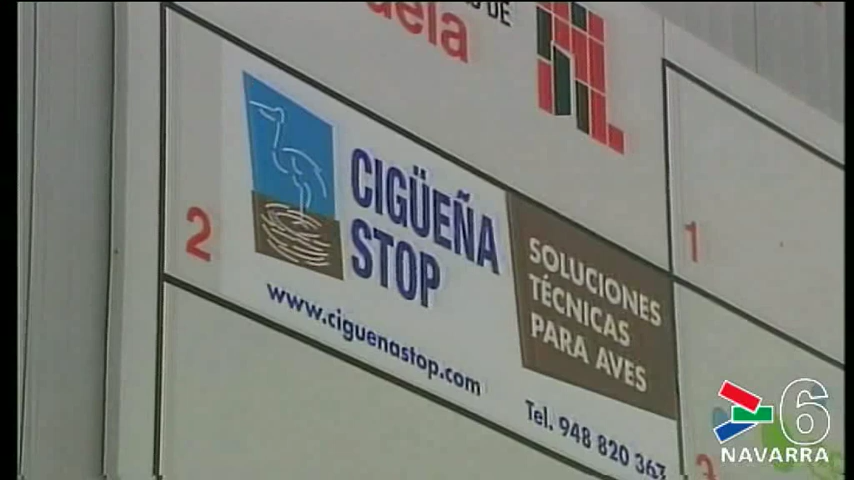 DE
uela
2
CIGÜEÑA
STOP
www.ciguenastop.com
SOLUCIONES
TÉCNICAS
PARA AVES
Tel. 948 820 363
1
3
6
NAVARRA